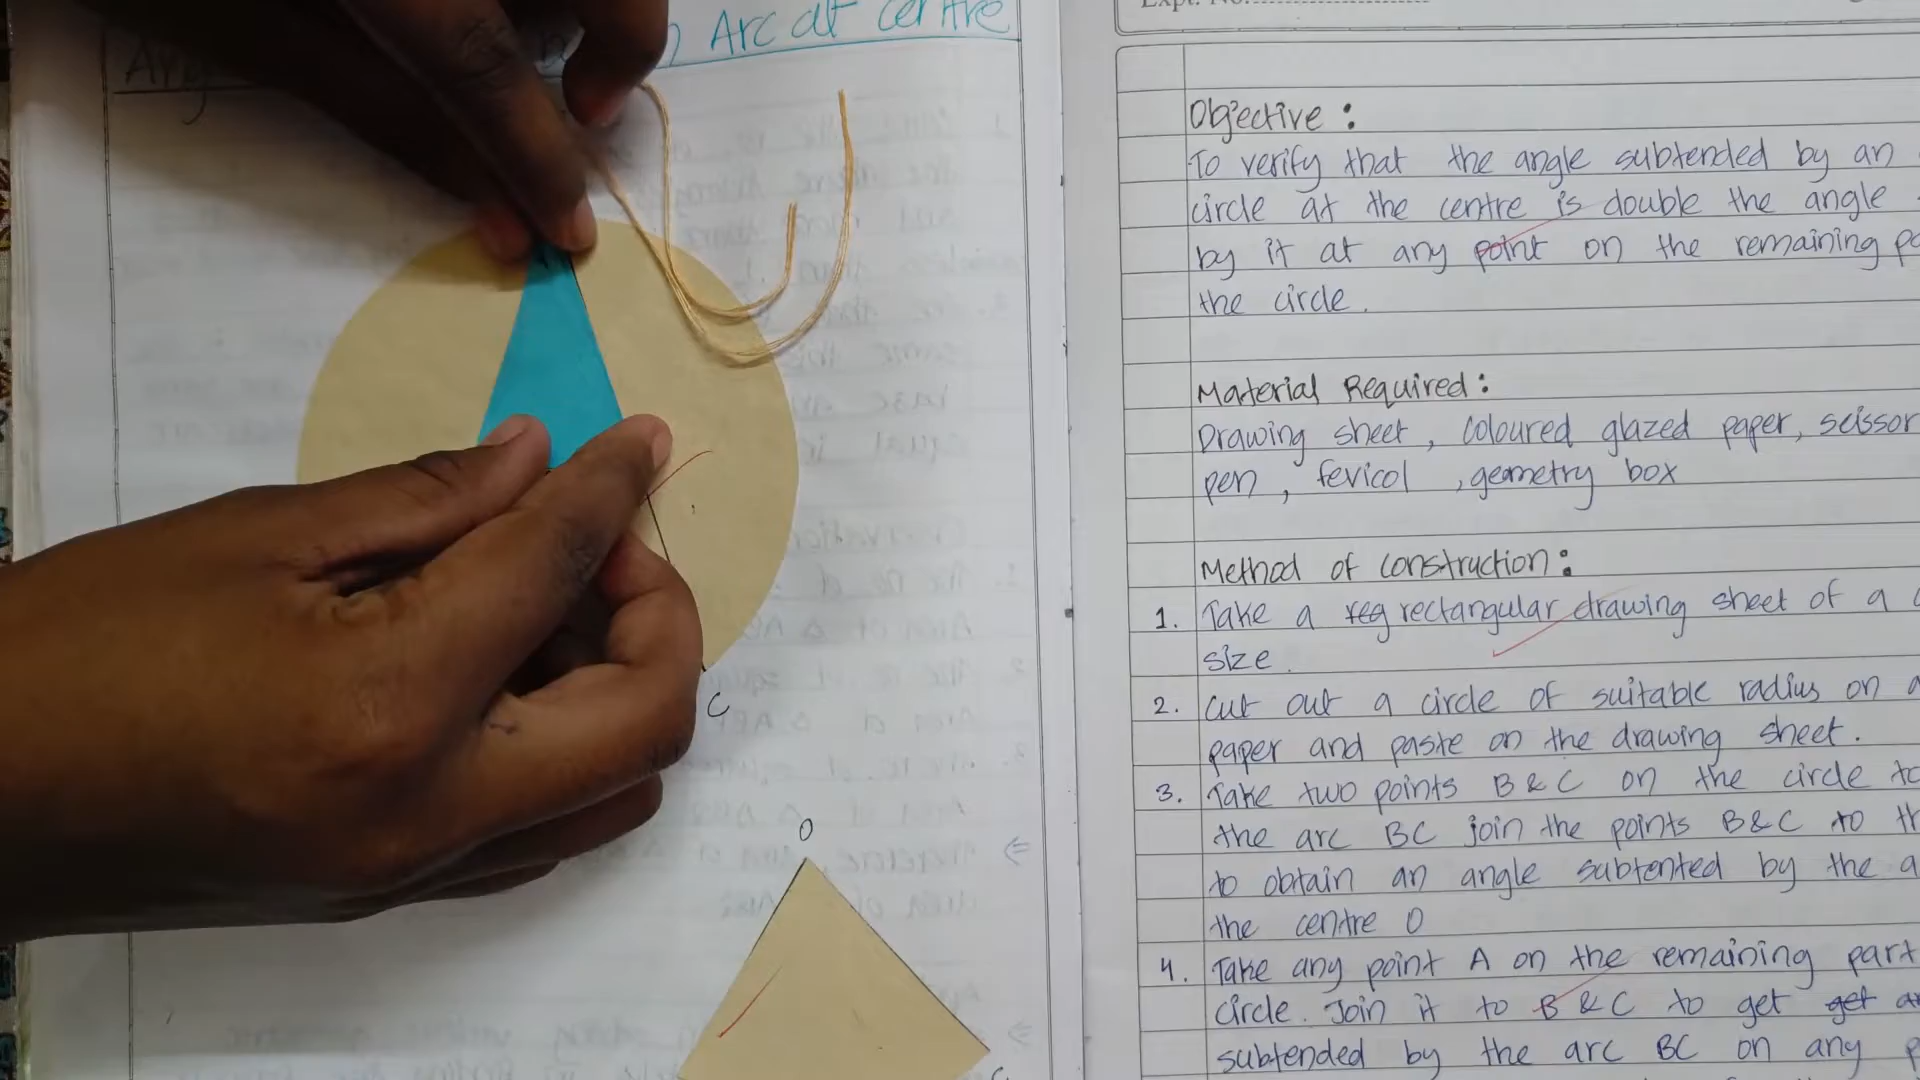 Arc at centre
C
O
Expt. No.
Objective :
To verify that the angle subtended by an
circle at the centre is double the angle
by it at any point on the remaining
the circle.
Material Required :
Drawing sheet, coloured glazed paper, scissor
pen, fevicol, geometry box
Method of construction :
1. Take a reg rectangular drawing sheet of a
size.
2. Cut out a circle of suitable radius on
paper and paste on the drawing sheet.
3. Take two points B & C on the circle to
the arc BC join the points B & C to
to obtain an angle subtented by the
the centre O
4. Take any point A on the remaining part
circle. Join it to B & C to get get
subtended by the arc BC on any